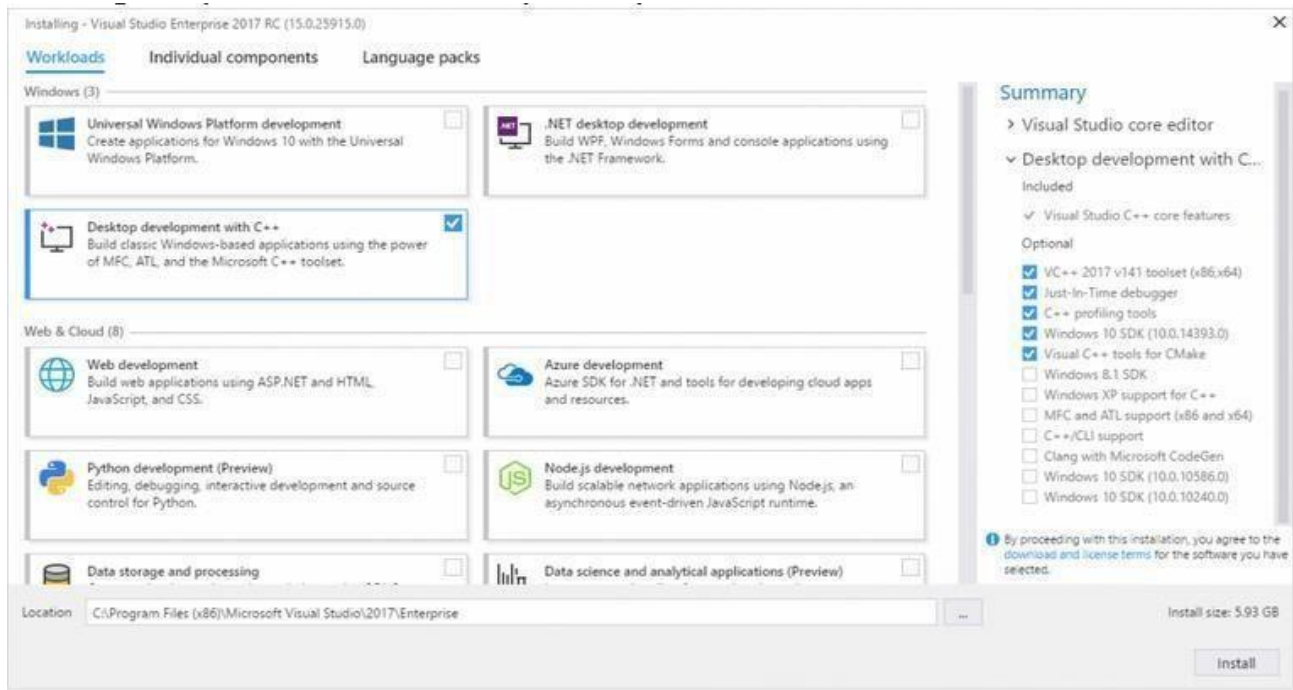 Installing - Visual Studio Enterprise 2017 RC (15.0.25915.0)
Workloads
Individual components
Language packs
Windows (3)
Universal Windows Platform development
Create applications for Windows 10 with the Universal
Windows Platform.
.NET desktop development
Build WPF, Windows Forms and console applications using
the .NET Framework.
Desktop development with C++
Build classic Windows-based applications using the power
of MFC, ATL, and the Microsoft C++ toolset.
Web & Cloud (8)
Web development
Build web applications using ASP.NET and HTML,
JavaScript, and CSS.
Azure development
Azure SDK for .NET and tools for developing cloud apps
and resources.
Python development (Preview)
Editing, debugging, interactive development and source
control for Python.
Node.js development
Build scalable network applications using Node.js, an
asynchronous event-driven JavaScript runtime.
Data storage and processing
Data science and analytical applications (Preview)
Summary
Visual Studio core editor
Desktop development with C...
Included
Visual Studio C++ core features
Optional
VC++ 2017 v141 toolset (x86,x64)
Just-In-Time debugger
C++ profiling tools
Windows 10 SDK (10.0.14393.0)
Visual C++ tools for CMake
Windows 8.1 SDK
Windows XP support for C++
MFC and ATL support (x86 and x64)
C++/CLI support
Clang with Microsoft CodeGen
Windows 10 SDK (10.0.10586.0)
Windows 10 SDK (10.0.10240.0)
By proceeding with this installation, you agree to the
download and license terms for the software you have
selected.
Location
C:\Program Files (x86)\Microsoft Visual Studio\2017\Enterprise
...
Install size: 5.93 GB
Install